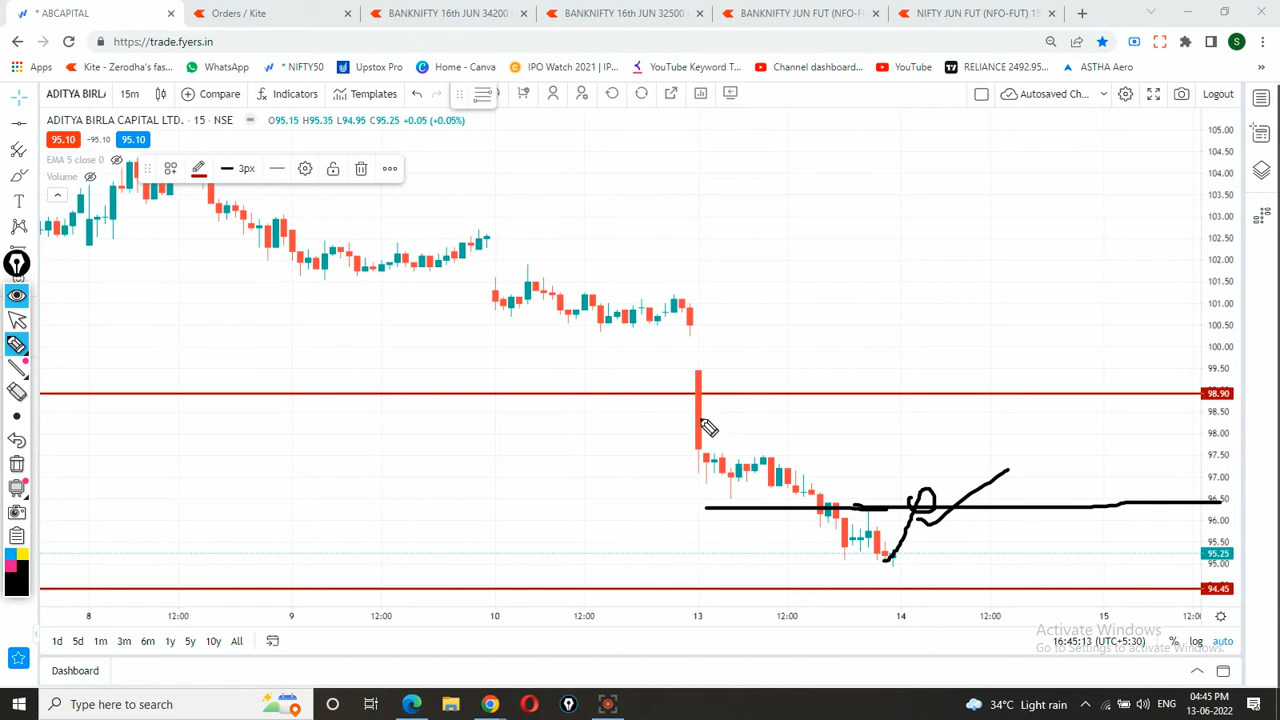 * ABCAPITAL
Orders / Kite
BANKNIFTY 16th JUN 34200
BANKNIFTY 16th JUN 32500
BANKNIFTY JUN FUT (NFO-F
NIFTY JUN FUT (NFO-FUT) 15
https://trade.fyers.in
S
Apps
Kite - Zerodha's fas...
WhatsApp
* NIFTY50
Upstox Pro
Home - Canva
IPO Watch 2021 | IP...
YouTube Keyword T...
Channel dashboard...
YouTube
RELIANCE 2492.95...
ASTHA Aero
ADITYA BIRLA
15m
Compare
Indicators
Templates
Autosaved Ch...
Logout
ADITYA BIRLA CAPITAL LTD. · 15 · NSE
O95.15 H95.35 L94.95 C95.25 +0.05 (+0.05%)
95.10
−95.10
95.10
EMA 5 close 0
Volume
3px
105.00
104.50
104.00
103.50
103.00
102.50
102.00
101.50
101.00
100.50
100.00
99.50
98.90
98.50
98.00
97.50
97.00
96.50
96.00
95.50
95.25
95.00
94.45
8
12:00
9
12:00
10
12:00
13
12:00
14
12:00
15
12:0
1d
5d
1m
3m
6m
1y
5y
10y
All
16:45:13 (UTC+5:30)
%
log
auto
Activate Windows
Go to Settings to activate Windows.
Dashboard
Type here to search
34°C Light rain
ENG
04:45 PM
13-06-2022